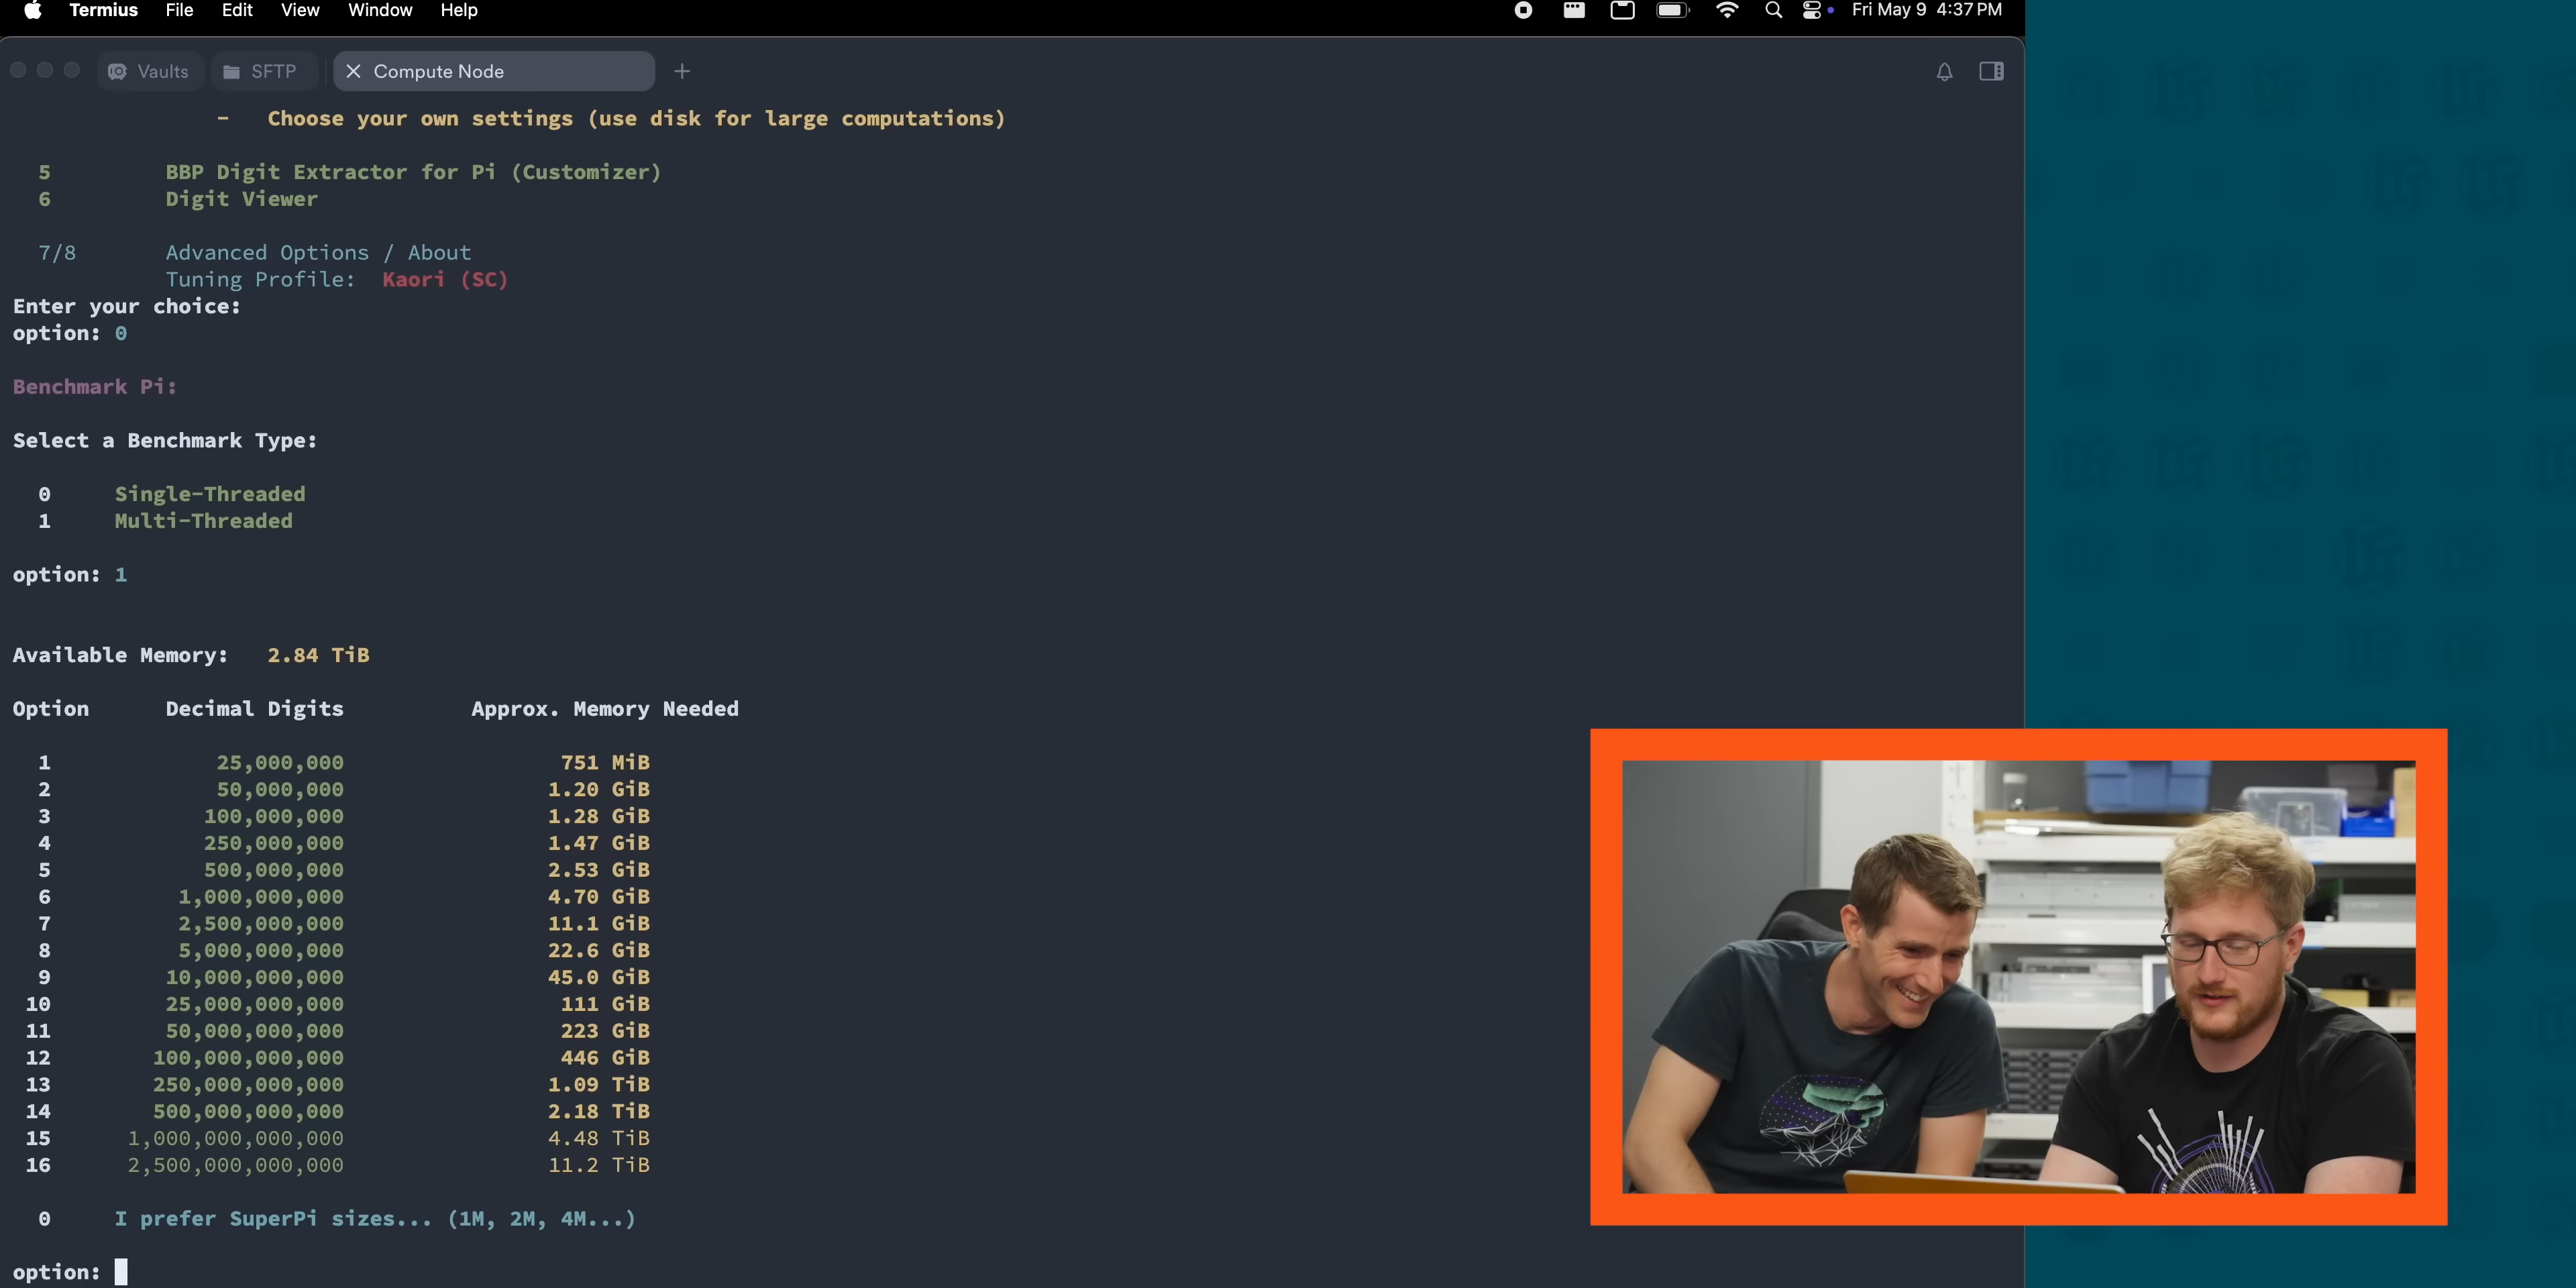 Termius File Edit View Window Help Fri May 9 4:37 PM
Vaults SFTP Compute Node
- Choose your own settings (use disk for large computations)
5 BBP Digit Extractor for Pi (Customizer)
6 Digit Viewer
7/8 Advanced Options / About
Tuning Profile: Kaori (SC)
Enter your choice:
option: 0
Benchmark Pi:
Select a Benchmark Type:
0 Single-Threaded
1 Multi-Threaded
option: 1
Available Memory: 2.84 TiB
Option Decimal Digits Approx. Memory Needed
1 25,000,000 751 MiB
2 50,000,000 1.20 GiB
3 100,000,000 1.28 GiB
4 250,000,000 1.47 GiB
5 500,000,000 2.53 GiB
6 1,000,000,000 4.70 GiB
7 2,500,000,000 11.1 GiB
8 5,000,000,000 22.6 GiB
9 10,000,000,000 45.0 GiB
10 25,000,000,000 111 GiB
11 50,000,000,000 223 GiB
12 100,000,000,000 446 GiB
13 250,000,000,000 1.09 TiB
14 500,000,000,000 2.18 TiB
15 1,000,000,000,000 4.48 TiB
16 2,500,000,000,000 11.2 TiB
0 I prefer SuperPi sizes... (1M, 2M, 4M...)
option: